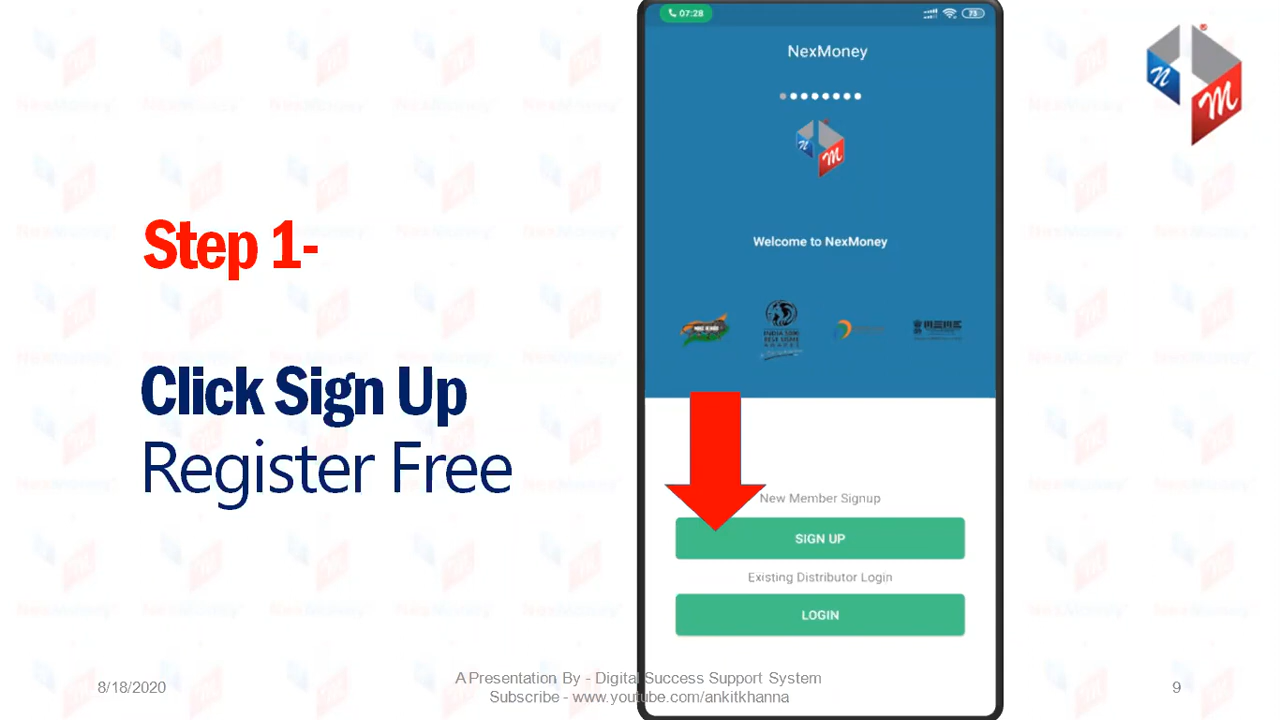 Step 1-
Click Sign Up
Register Free
07:28
73
NexMoney
n
M
Welcome to NexMoney
New Member Signup
SIGN UP
Existing Distributor Login
LOGIN
n
M
8/18/2020
A Presentation By - Digital Success Support System
Subscribe - www.youtube.com/ankitkhanna
9